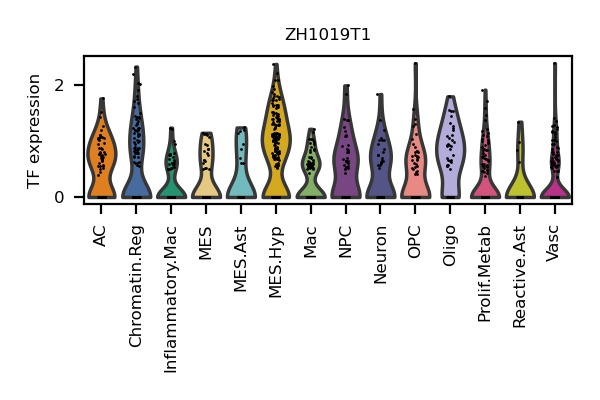 ZH1019T1
TF expression
2
0
AC
Chromatin.Reg
Inflammatory.Mac
MES
MES.Ast
MES.Hyp
Mac
NPC
Neuron
OPC
Oligo
Prolif.Metab
Reactive.Ast
Vasc